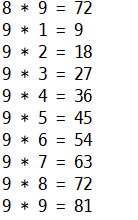 8 * 9 = 72
9 * 1 = 9
9 * 2 = 18
9 * 3 = 27
9 * 4 = 36
9 * 5 = 45
9 * 6 = 54
9 * 7 = 63
9 * 8 = 72
9 * 9 = 81